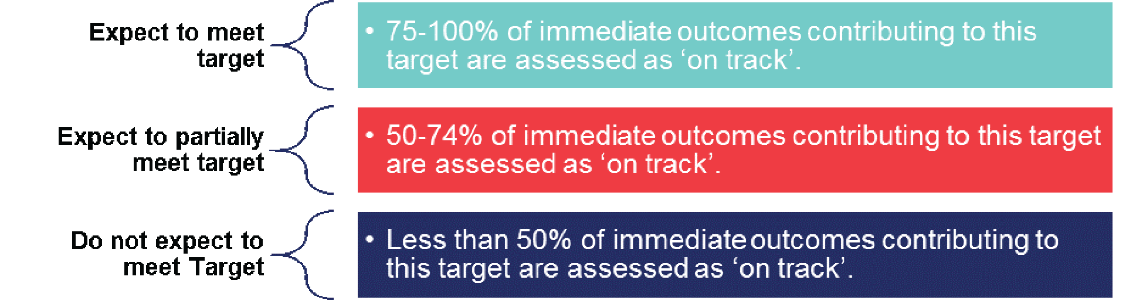 Expect to meet
target
• 75-100% of immediate outcomes contributing to this
target are assessed as ‘on track’.
Expect to partially
meet target
• 50-74% of immediate outcomes contributing to this target
are assessed as ‘on track’.
Do not expect to
meet Target
• Less than 50% of immediate outcomes contributing to
this target are assessed as ‘on track’.